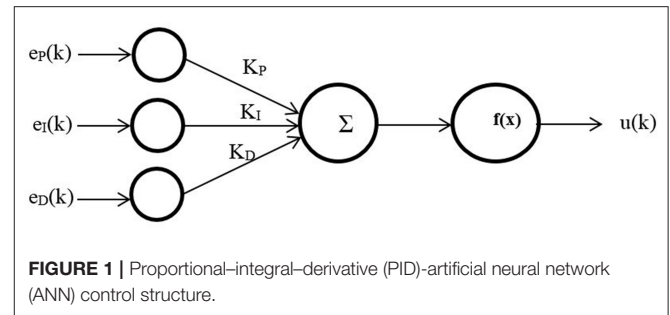 eP(k)
KP
eI(k)
KI
Σ
f(x)
u(k)
KD
eD(k)
FIGURE 1 | Proportional–integral–derivative (PID)-artificial neural network
(ANN) control structure.